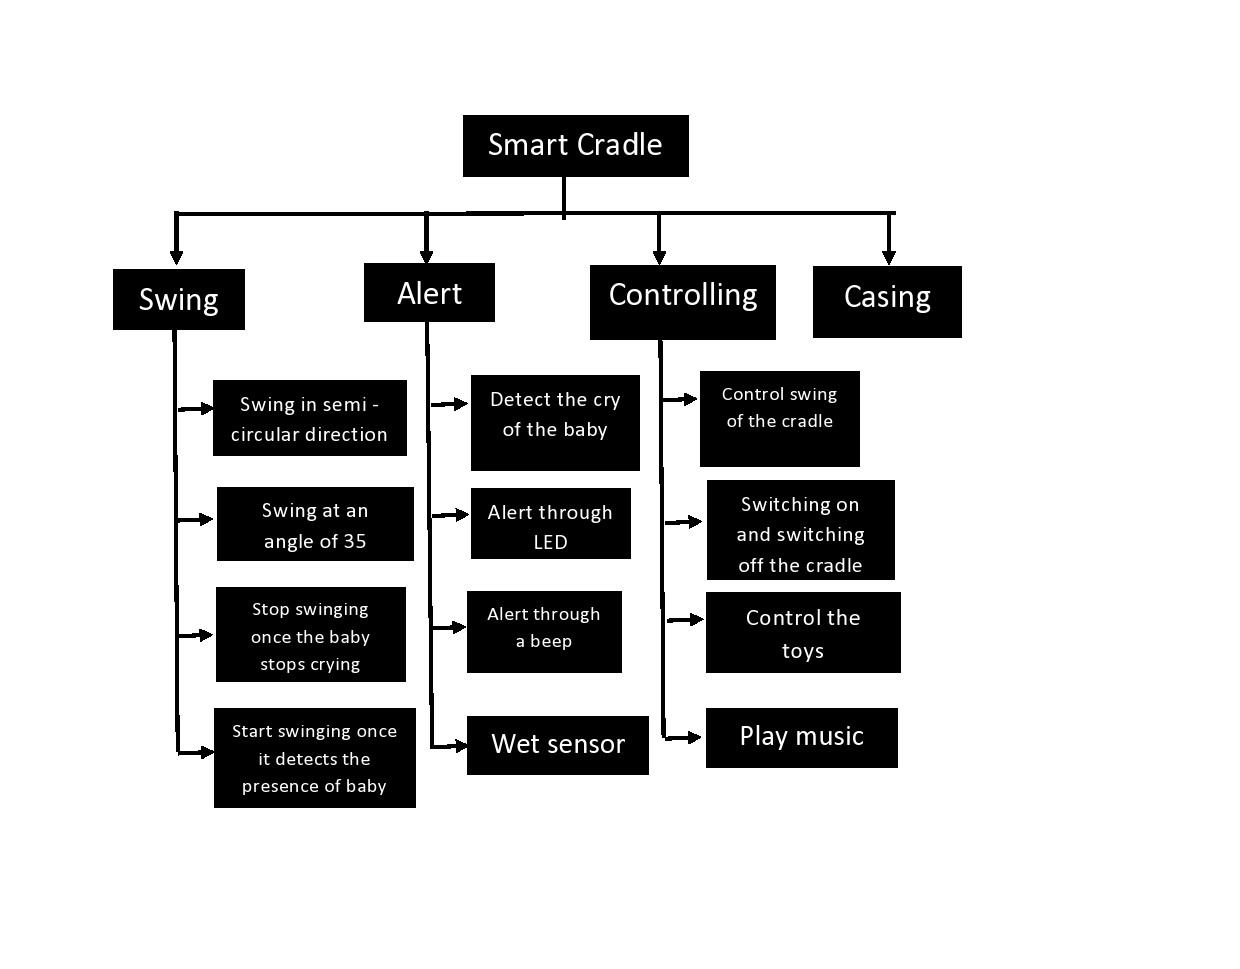 Smart Cradle
Swing
Alert
Controlling
Casing
Swing in semi -
circular direction
Swing at an
angle of 35
Stop swinging
once the baby
stops crying
Start swinging once
it detects the
presence of baby
Detect the cry
of the baby
Alert through
LED
Alert through
a beep
Wet sensor
Control swing
of the cradle
Switching on
and switching
off the cradle
Control the
toys
Play music